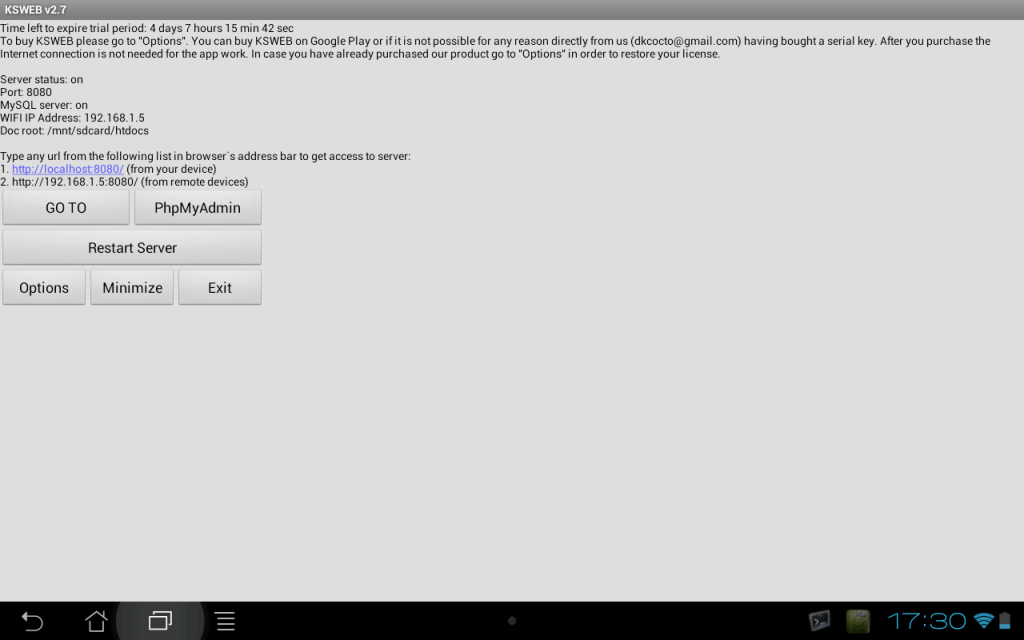 KSWEB v2.7
Time left to expire trial period: 4 days 7 hours 15 min 42 sec
To buy KSWEB please go to "Options". You can buy KSWEB on Google Play or if it is not possible for any reason directly from us (dkcocto@gmail.com) having bought a serial key. After you purchase the
Internet connection is not needed for the app work. In case you have already purchased our product go to "Options" in order to restore your license.
Server status: on
Port: 8080
MySQL server: on
WIFI IP Address: 192.168.1.5
Doc root: /mnt/sdcard/htdocs
Type any url from the following list in browser`s address bar to get access to server:
1. http://localhost:8080/ (from your device)
2. http://192.168.1.5:8080/ (from remote devices)
GO TO PhpMyAdmin
Restart Server
Options Minimize Exit
17:30